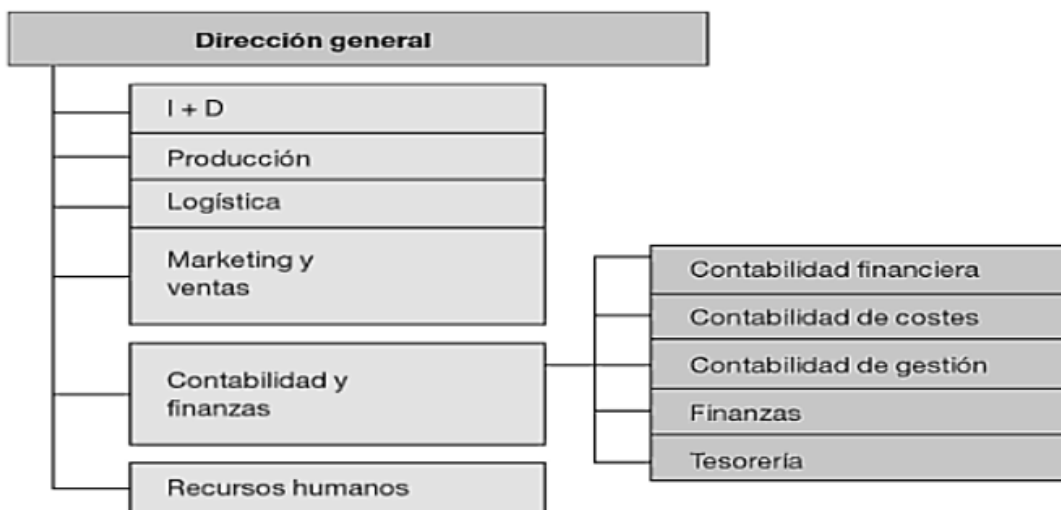 Dirección general
I + D
Producción
Logística
Marketing y
ventas
Contabilidad y
finanzas
Recursos humanos
Contabilidad financiera
Contabilidad de costes
Contabilidad de gestión
Finanzas
Tesorería